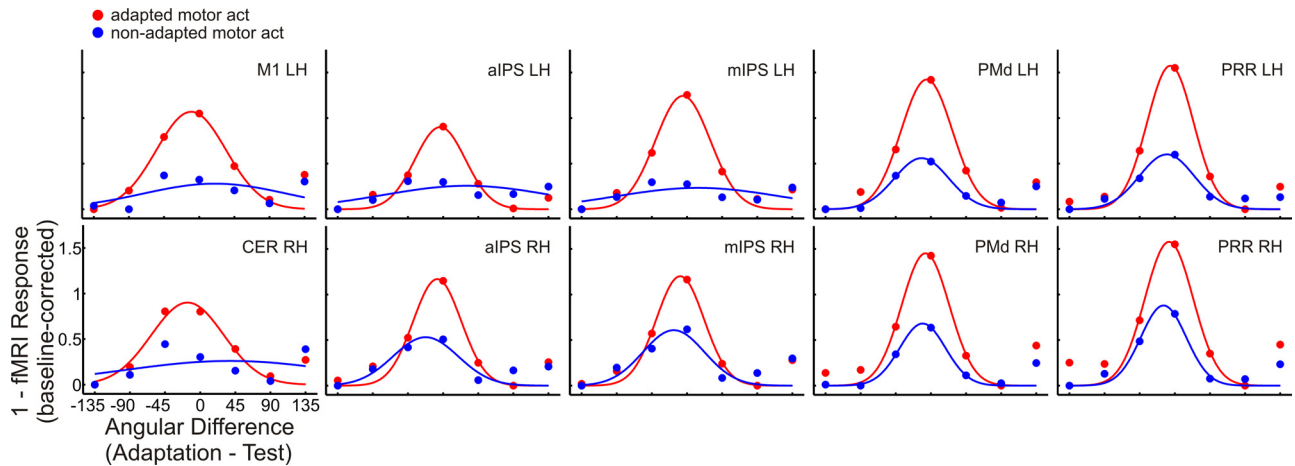 adapted motor act
non-adapted motor act
M1 LH
aIPS LH
mIPS LH
PMd LH
PRR LH
CER RH
aIPS RH
mIPS RH
PMd RH
PRR RH
1 - fMRI Response
(baseline-corrected)
1.5
1
0.5
0
-135 -90 -45 0 45 90 135
Angular Difference
(Adaptation - Test)